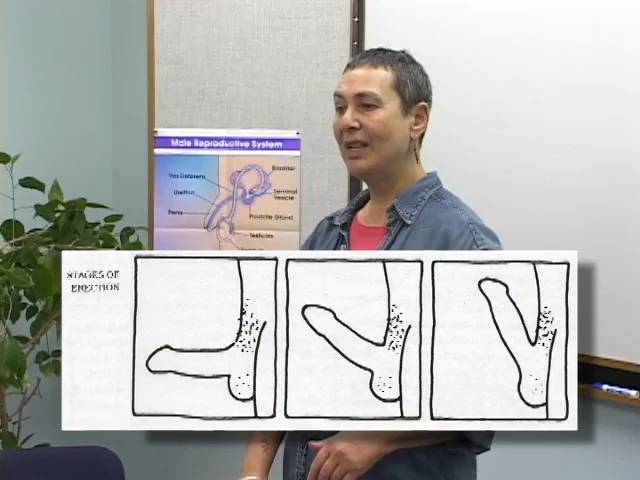 Male Reproductive System
Bladder
Vas Deferens
Seminal
Vesicle
Urethra
Penis
Prostate Gland
Testicles
STAGES OF
ERECTION